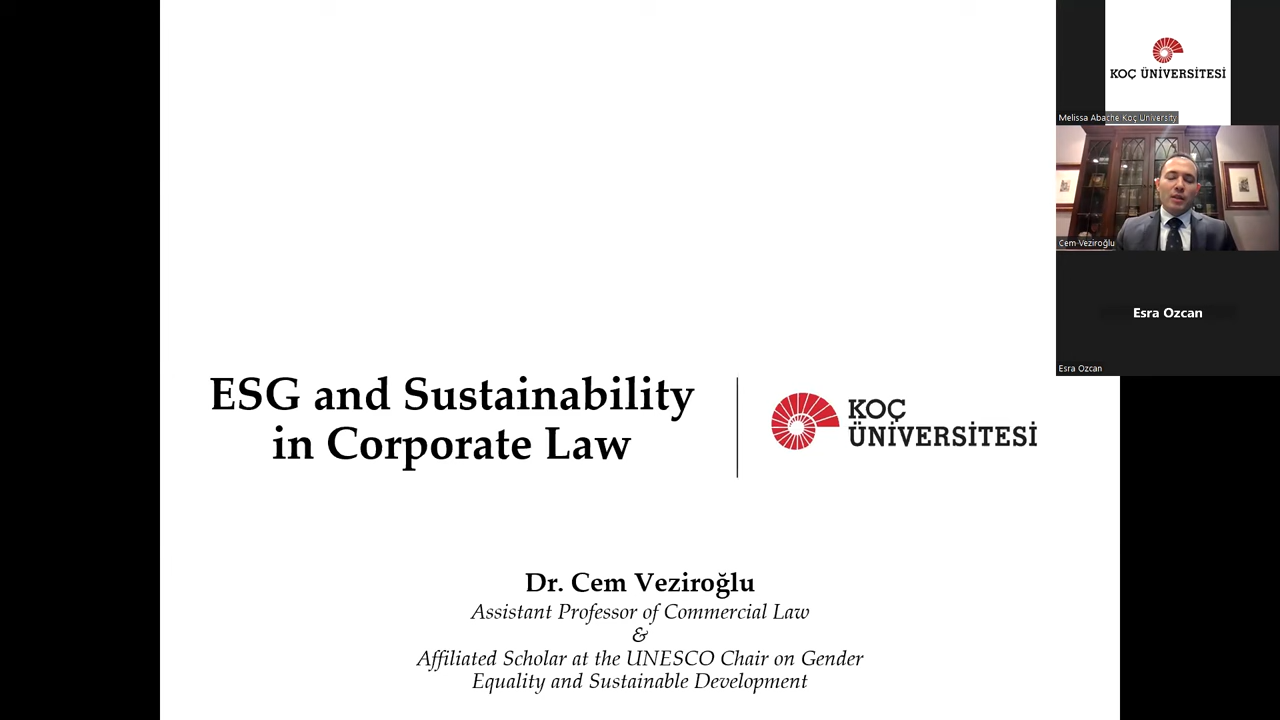 KOÇ ÜNİVERSİTESİ
Melissa Abache Koç University
Cem Veziroğlu
Esra Ozcan
Esra Ozcan
ESG and Sustainability
in Corporate Law
KOÇ
ÜNİVERSİTESİ
Dr. Cem Veziroğlu
Assistant Professor of Commercial Law
&
Affiliated Scholar at the UNESCO Chair on Gender
Equality and Sustainable Development